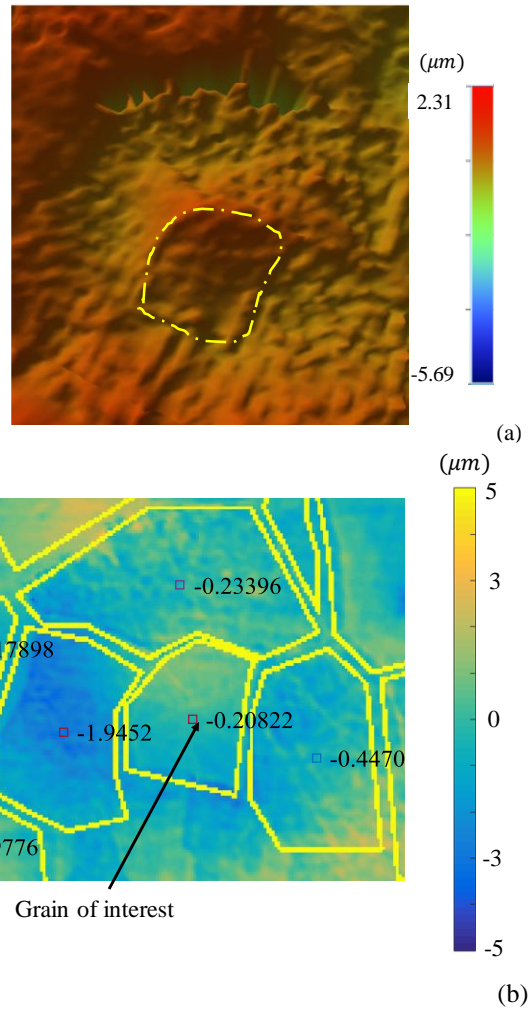 (μm)
2.31
-5.69
(a)
(μm)
5
-0.23396
3
7898
-0.20822
0
-1.9452
-0.4470
9776
-3
Grain of interest
-5
(b)